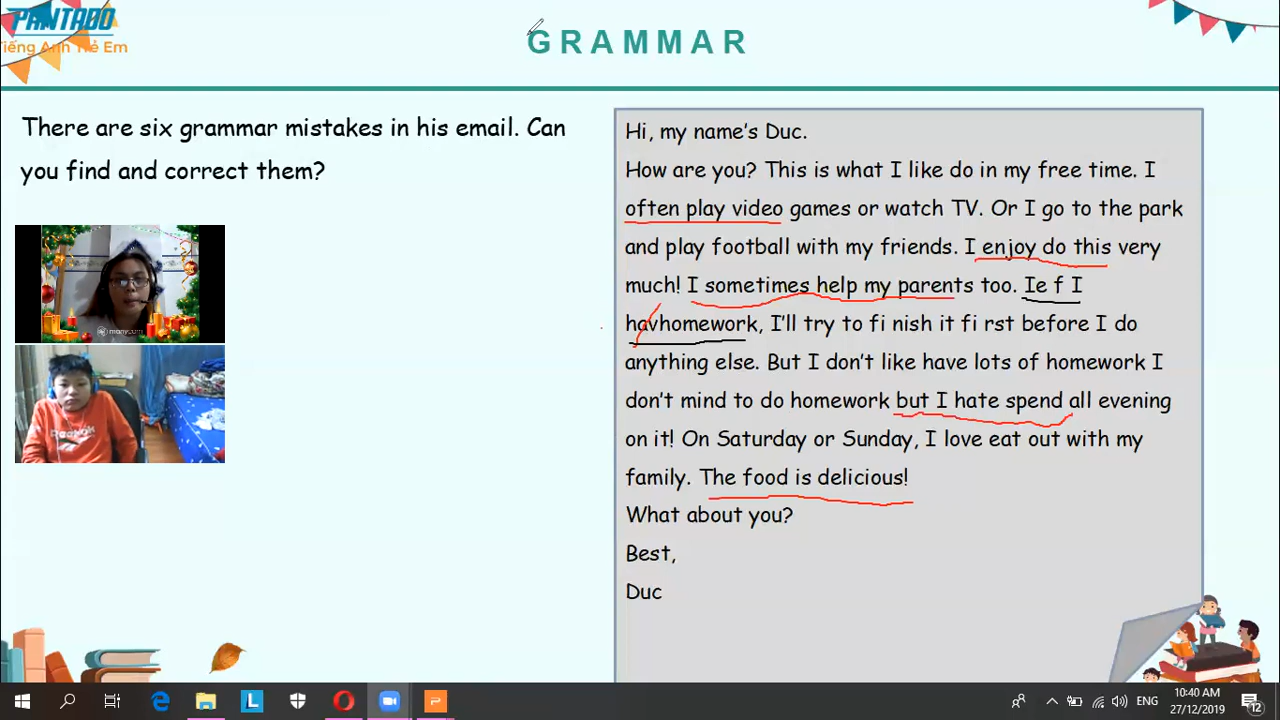 PANTADO
Tiếng Anh Trẻ Em
GRAMMAR
There are six grammar mistakes in his email. Can
you find and correct them?
Hi, my name's Duc.
How are you? This is what I like do in my free time. I
often play video games or watch TV. Or I go to the park
and play football with my friends. I enjoy do this very
much! I sometimes help my parents too. Ie f I
havhomework, I'll try to fi nish it fi rst before I do
anything else. But I don't like have lots of homework I
don't mind to do homework but I hate spend all evening
on it! On Saturday or Sunday, I love eat out with my
family. The food is delicious!
What about you?
Best,
Duc
ENG
10:40 AM
27/12/2019
12